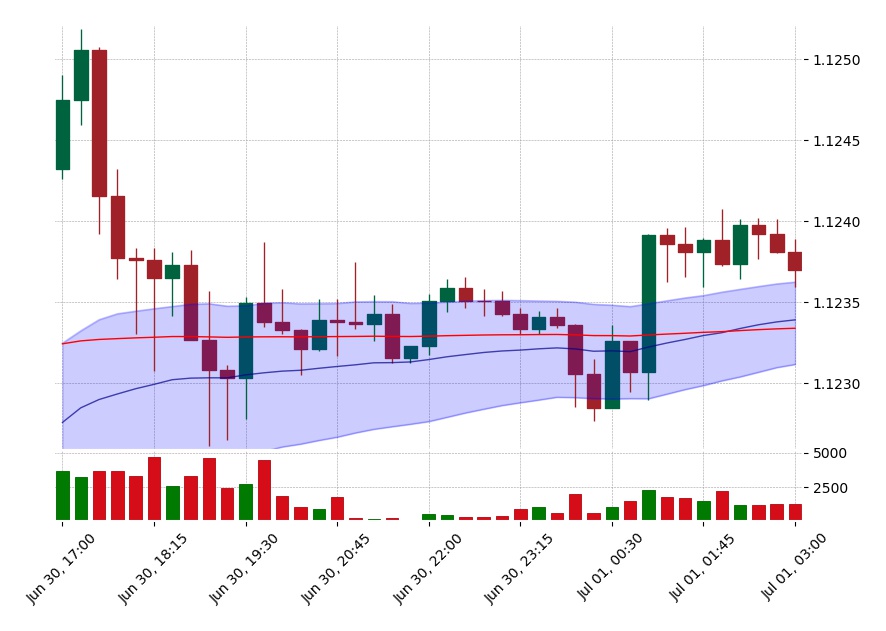 1.1250
1.1245
1.1240
1.1235
1.1230
5000
2500
Jun 30, 17:00
Jun 30, 18:15
Jun 30, 19:30
Jun 30, 20:45
Jun 30, 22:00
Jun 30, 23:15
Jul 01, 00:30
Jul 01, 01:45
Jul 01, 03:00